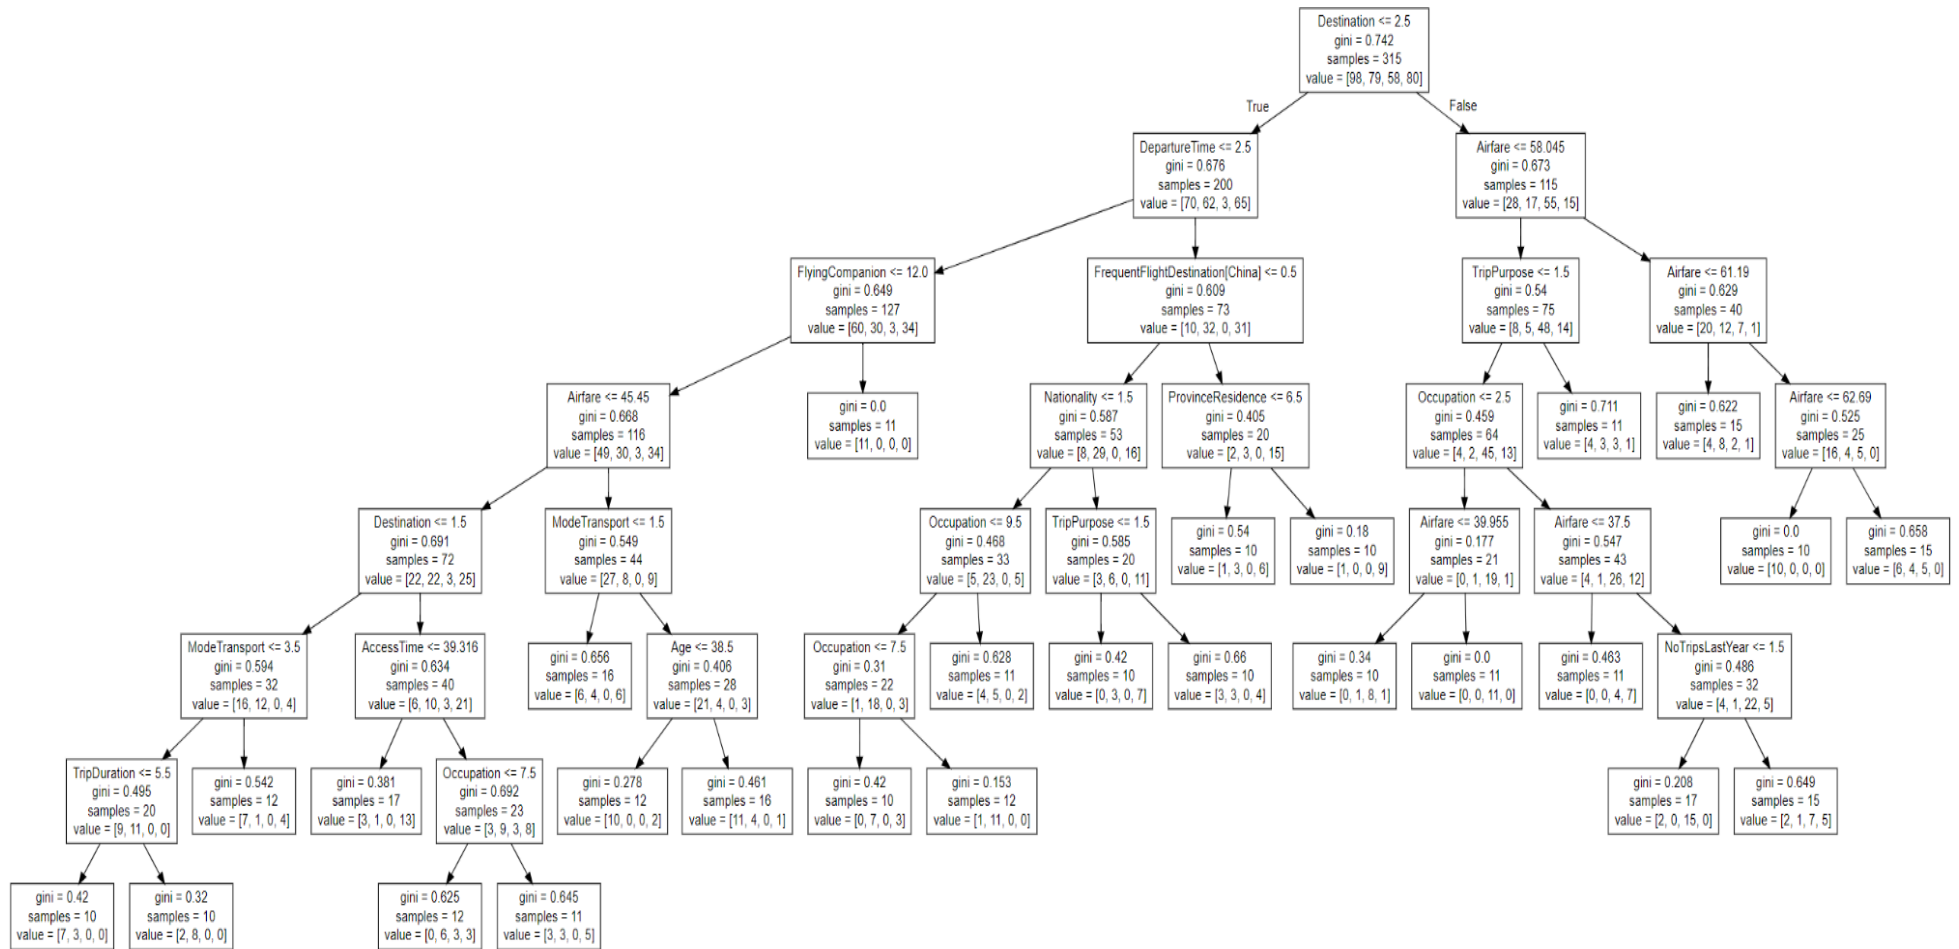 Destination <= 2.5
gini = 0.742
samples = 315
value = [98, 79, 58, 80]
True
False
DepartureTime <= 2.5
gini = 0.676
samples = 200
value = [70, 62, 3, 65]
Airfare <= 58.045
gini = 0.673
samples = 115
value = [28, 17, 55, 15]
FlyingCompanion <= 12.0
gini = 0.649
samples = 127
value = [60, 30, 3, 34]
FrequentFlightDestination[China] <= 0.5
gini = 0.609
samples = 73
value = [10, 32, 0, 31]
TripPurpose <= 1.5
gini = 0.54
samples = 75
value = [8, 5, 48, 14]
Airfare <= 61.19
gini = 0.629
samples = 40
value = [20, 12, 7, 1]
Airfare <= 45.45
gini = 0.668
samples = 116
value = [49, 30, 3, 34]
gini = 0.0
samples = 11
value = [11, 0, 0, 0]
Nationality <= 1.5
gini = 0.587
samples = 53
value = [8, 29, 0, 16]
ProvinceResidence <= 6.5
gini = 0.405
samples = 20
value = [2, 3, 0, 15]
Occupation <= 2.5
gini = 0.459
samples = 64
value = [4, 2, 45, 13]
gini = 0.711
samples = 11
value = [4, 3, 3, 1]
gini = 0.622
samples = 15
value = [4, 8, 2, 1]
Airfare <= 62.69
gini = 0.525
samples = 25
value = [16, 4, 5, 0]
Destination <= 1.5
gini = 0.691
samples = 72
value = [22, 22, 3, 25]
ModeTransport <= 1.5
gini = 0.549
samples = 44
value = [27, 8, 0, 9]
Occupation <= 9.5
gini = 0.468
samples = 33
value = [5, 23, 0, 5]
TripPurpose <= 1.5
gini = 0.585
samples = 20
value = [3, 6, 0, 11]
gini = 0.54
samples = 10
value = [1, 3, 0, 6]
gini = 0.18
samples = 10
value = [1, 0, 0, 9]
Airfare <= 39.955
gini = 0.177
samples = 21
value = [0, 1, 19, 1]
Airfare <= 37.5
gini = 0.547
samples = 43
value = [4, 1, 26, 12]
gini = 0.0
samples = 10
value = [10, 0, 0, 0]
gini = 0.658
samples = 15
value = [6, 4, 5, 0]
ModeTransport <= 3.5
gini = 0.594
samples = 32
value = [16, 12, 0, 4]
AccessTime <= 39.316
gini = 0.634
samples = 40
value = [6, 10, 3, 21]
gini = 0.656
samples = 16
value = [6, 4, 0, 6]
Age <= 38.5
gini = 0.406
samples = 28
value = [21, 4, 0, 3]
Occupation <= 7.5
gini = 0.31
samples = 22
value = [1, 18, 0, 3]
gini = 0.628
samples = 11
value = [4, 5, 0, 2]
gini = 0.42
samples = 10
value = [0, 3, 0, 7]
gini = 0.66
samples = 10
value = [3, 3, 0, 4]
gini = 0.34
samples = 10
value = [0, 1, 8, 1]
gini = 0.0
samples = 11
value = [0, 0, 11, 0]
gini = 0.463
samples = 11
value = [0, 0, 4, 7]
NoTripsLastYear <= 1.5
gini = 0.486
samples = 32
value = [4, 1, 22, 5]
TripDuration <= 5.5
gini = 0.495
samples = 20
value = [9, 11, 0, 0]
gini = 0.542
samples = 12
value = [7, 1, 0, 4]
gini = 0.381
samples = 17
value = [3, 1, 0, 13]
Occupation <= 7.5
gini = 0.692
samples = 23
value = [3, 9, 3, 8]
gini = 0.278
samples = 12
value = [10, 0, 0, 2]
gini = 0.461
samples = 16
value = [11, 4, 0, 1]
gini = 0.42
samples = 10
value = [0, 7, 0, 3]
gini = 0.153
samples = 12
value = [1, 11, 0, 0]
gini = 0.208
samples = 17
value = [2, 0, 15, 0]
gini = 0.649
samples = 15
value = [2, 1, 7, 5]
gini = 0.42
samples = 10
value = [7, 3, 0, 0]
gini = 0.32
samples = 10
value = [2, 8, 0, 0]
gini = 0.625
samples = 12
value = [0, 6, 3, 3]
gini = 0.645
samples = 11
value = [3, 3, 0, 5]